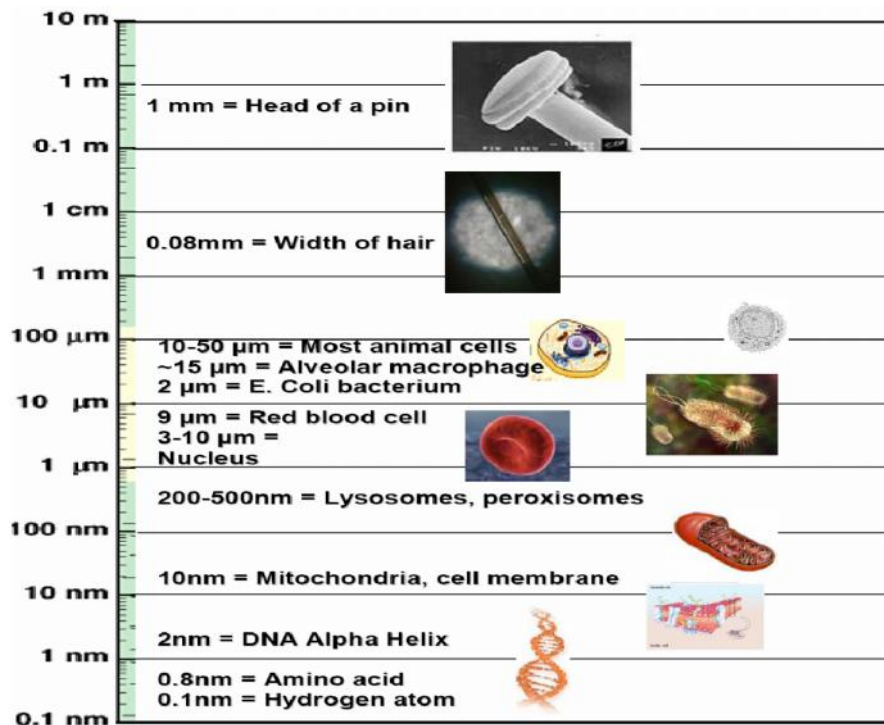 10 m
1 m
1 mm = Head of a pin
0.1 m
1 cm
0.08mm = Width of hair
1 mm
100 µm
10-50 µm = Most animal cells
~15 µm = Alveolar macrophage
2 µm = E. Coli bacterium
10 µm
9 µm = Red blood cell
3-10 µm =
Nucleus
1 µm
200-500nm = Lysosomes, peroxisomes
100 nm
10nm = Mitochondria, cell membrane
10 nm
2nm = DNA Alpha Helix
1 nm
0.8nm = Amino acid
0.1nm = Hydrogen atom
0.1 nm